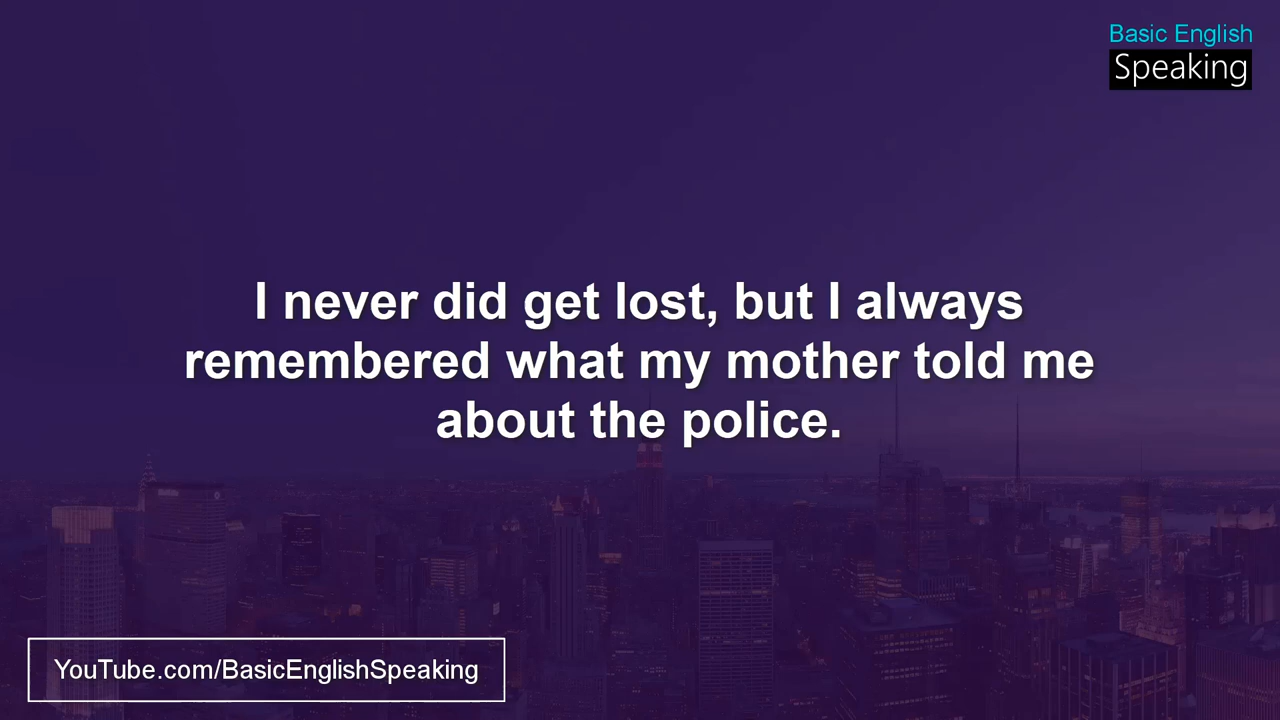 Basic English
Speaking
I never did get lost, but I always
remembered what my mother told me
about the police.
YouTube.com/BasicEnglishSpeaking